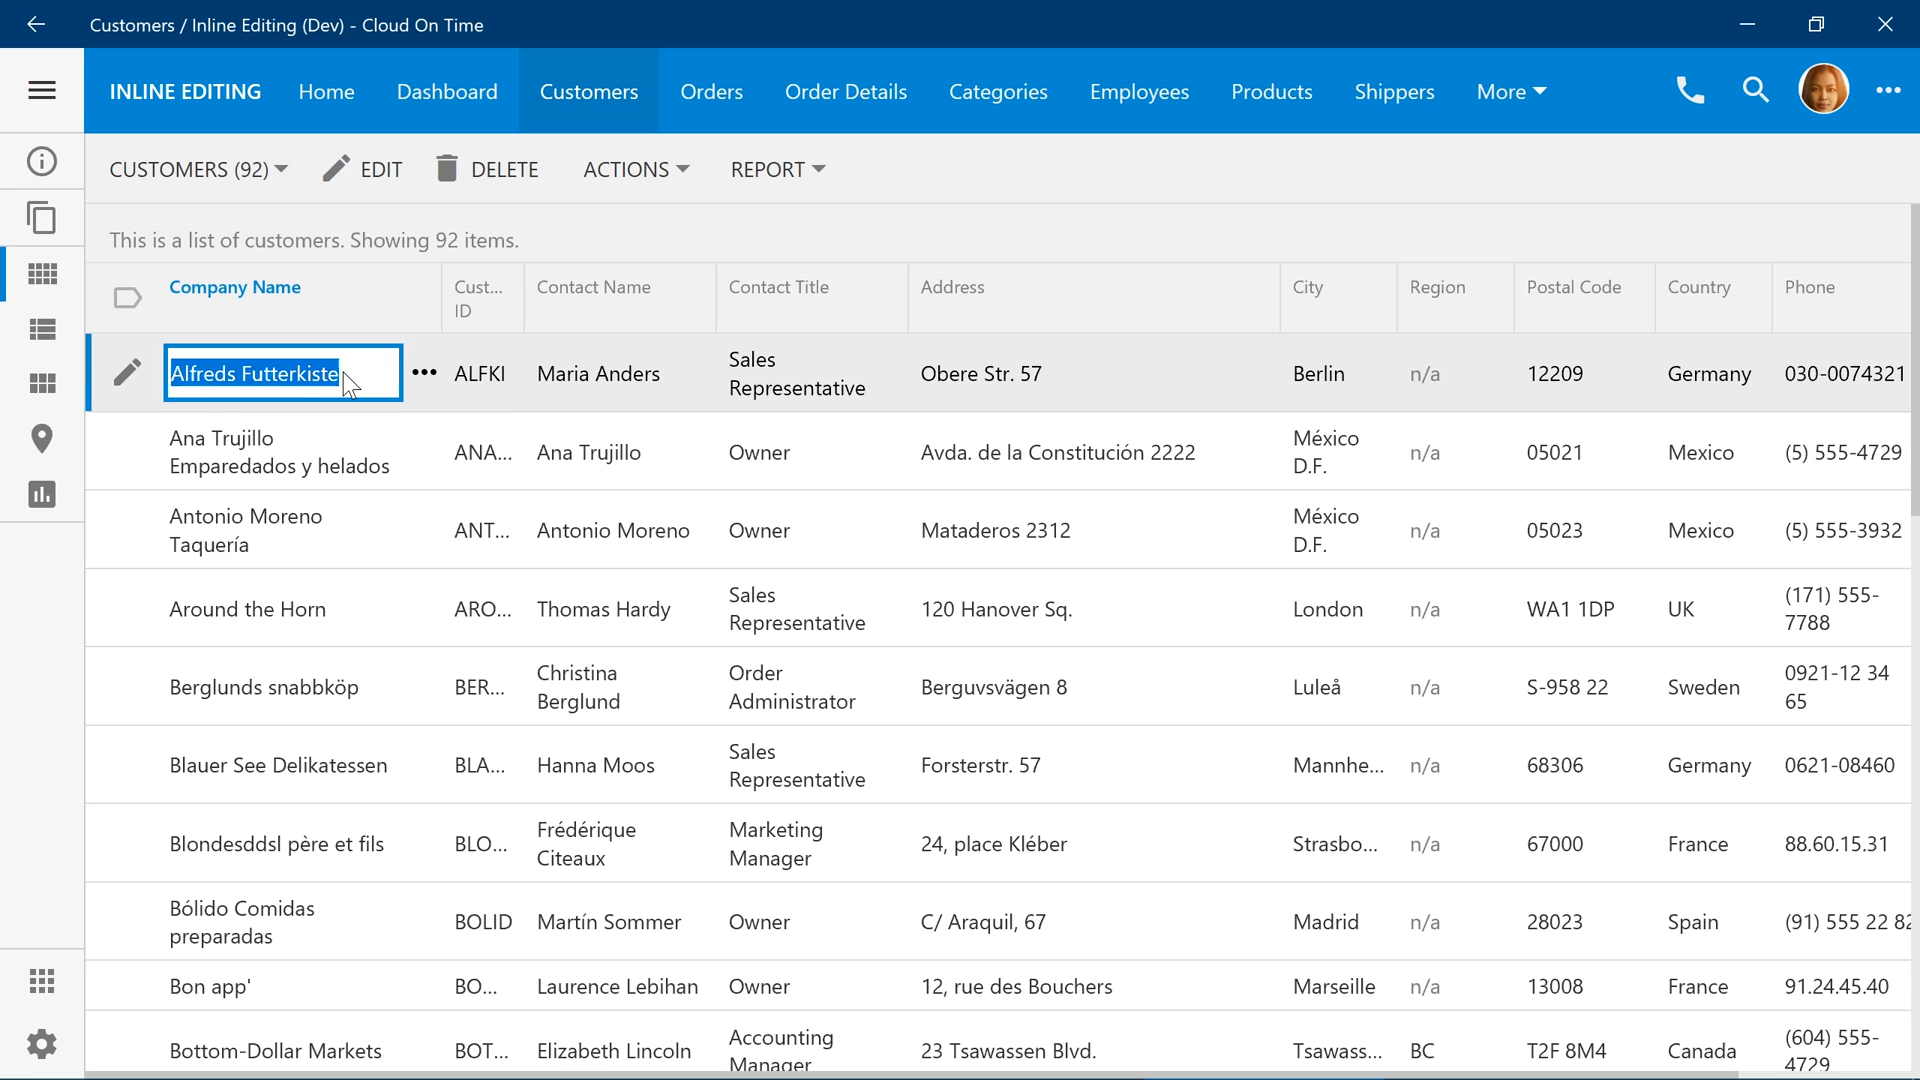 Customers / Inline Editing (Dev) - Cloud On Time
INLINE EDITING Home Dashboard Customers Orders Order Details Categories Employees Products Shippers More
CUSTOMERS (92) EDIT DELETE ACTIONS REPORT
This is a list of customers. Showing 92 items.
Company Name Cust... Contact Name Contact Title Address City Region Postal Code Country Phone
ID
Sales
Alfreds Futterkiste ALFKI Maria Anders Obere Str. 57 Berlin n/a 12209 Germany 030-0074321
Representative
Ana Trujillo México
ANA... Ana Trujillo Owner Avda. de la Constitución 2222 n/a 05021 Mexico (5) 555-4729
Emparedados y helados D.F.
Antonio Moreno México
ANT... Antonio Moreno Owner Mataderos 2312 n/a 05023 Mexico (5) 555-3932
Taquería D.F.
Sales (171) 555-
Around the Horn ARO... Thomas Hardy 120 Hanover Sq. London n/a WA1 1DP UK
Representative 7788
Christina Order 0921-12 34
Berglunds snabbköp BER... Berguvsvägen 8 Luleå n/a S-958 22 Sweden
Berglund Administrator 65
Sales
Blauer See Delikatessen BLA... Hanna Moos Forsterstr. 57 Mannhe... n/a 68306 Germany 0621-08460
Representative
Frédérique Marketing
Blondesddsl père et fils BLO... 24, place Kléber Strasbo... n/a 67000 France 88.60.15.31
Citeaux Manager
Bólido Comidas
BOLID Martín Sommer Owner C/ Araquil, 67 Madrid n/a 28023 Spain (91) 555 22 82
preparadas
Bon app' BO... Laurence Lebihan Owner 12, rue des Bouchers Marseille n/a 13008 France 91.24.45.40
Accounting (604) 555-
Bottom-Dollar Markets BOT... Elizabeth Lincoln 23 Tsawassen Blvd. Tsawass... BC T2F 8M4 Canada
Manager 4729